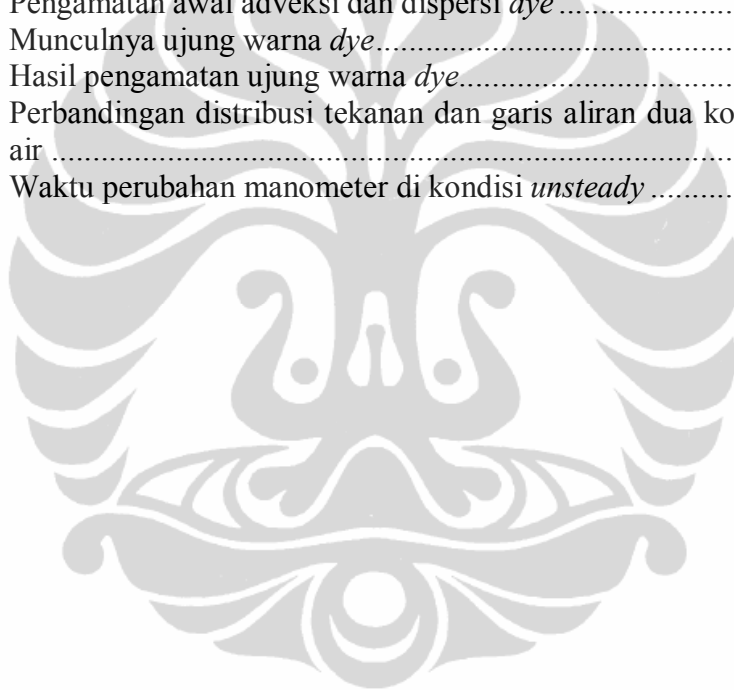 Pengamatan awal adveksi dan dispersi dye ........................
Munculnya ujung warna dye.................................................
Hasil pengamatan ujung warna dye.....................................
Perbandingan distribusi tekanan dan garis aliran dua
air .........................................................................................
Waktu perubahan manometer di kondisi unsteady ..........